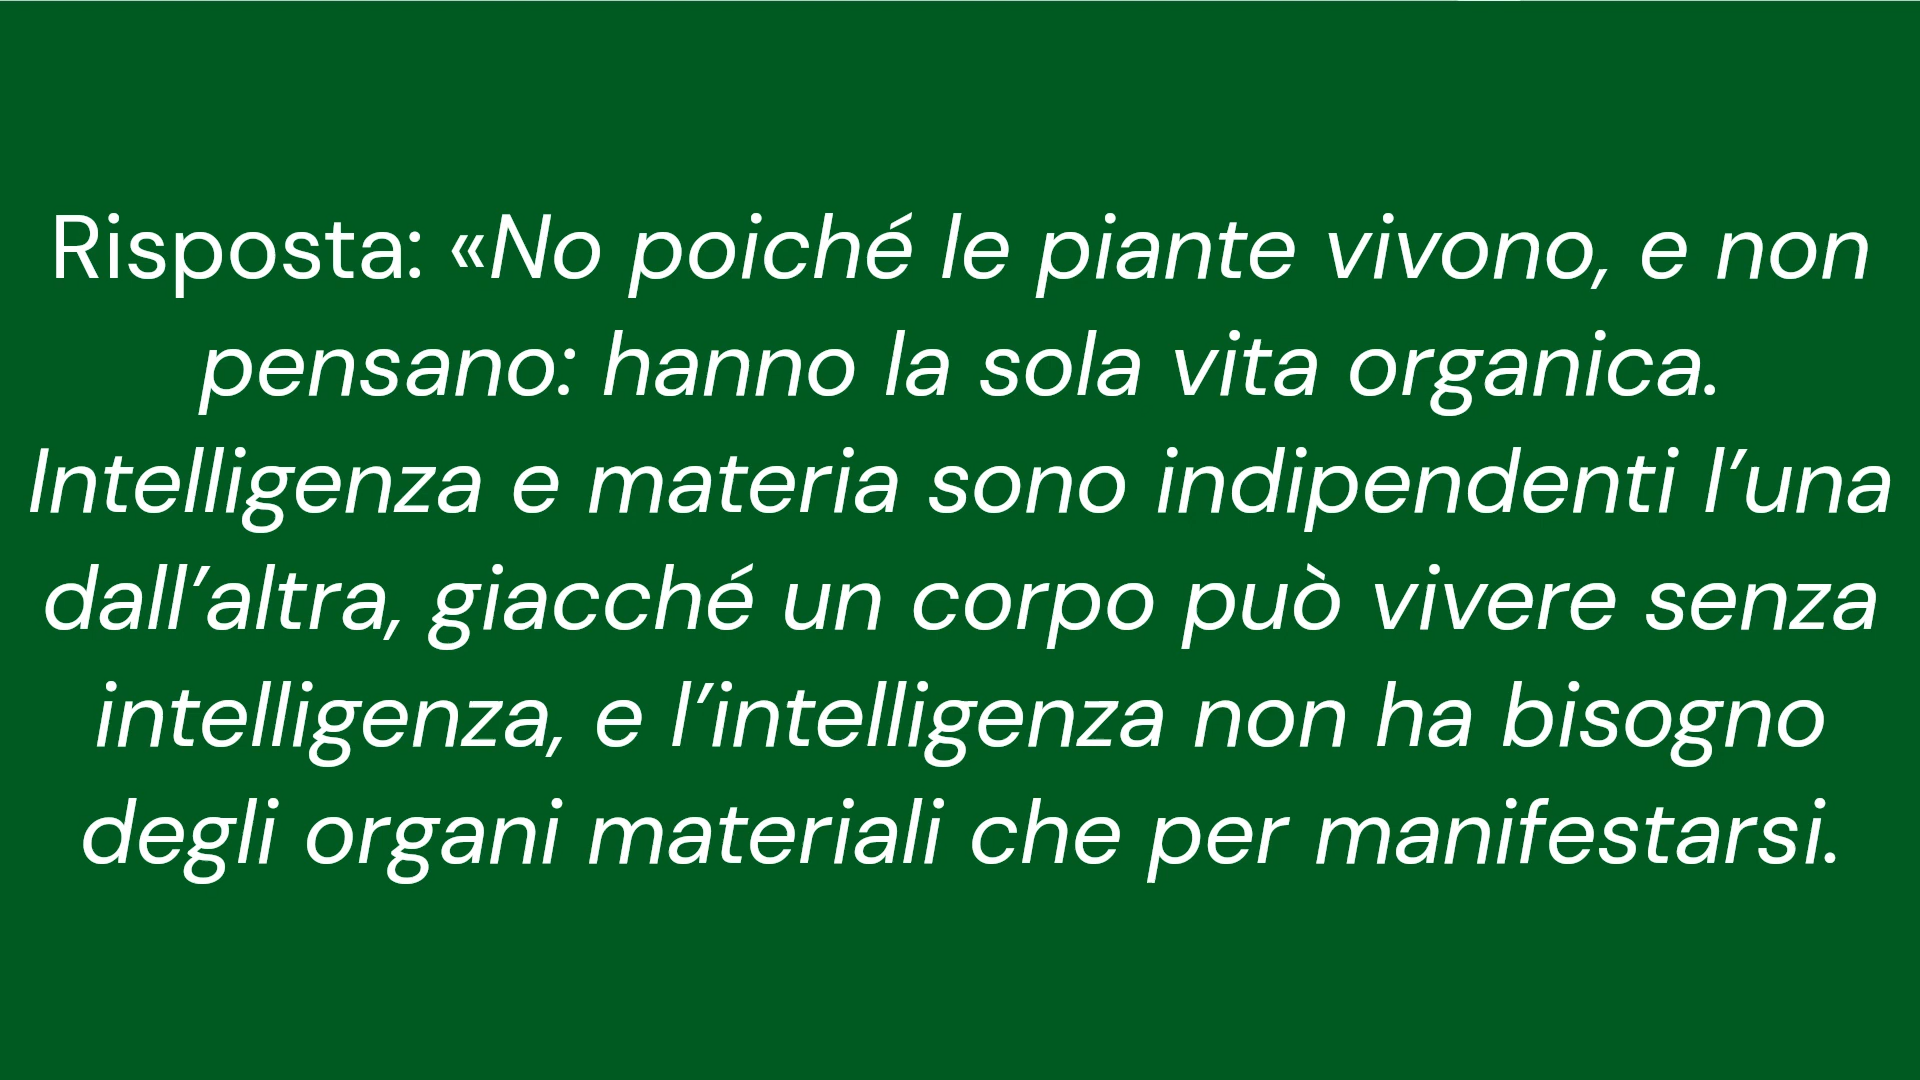 Risposta: «No poiché le piante vivono, e non
pensano: hanno la sola vita organica.
Intelligenza e materia sono indipendenti l’una
dall’altra, giacché un corpo può vivere senza
intelligenza, e l’intelligenza non ha bisogno
degli organi materiali che per manifestarsi.